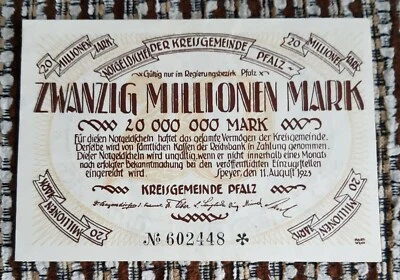 20 MILLIONEN MARK
NOTGELDSCHEIN DER KREISGEMEINDE PFALZ
20 MILLIONEN MARK
Gültig nur im Regierungsbezirk Pfalz
ZWANZIG MILLIONEN MARK
20 000 000 MARK
Für diesen Notgeldschein haftet das gesamte Vermögen der Kreisgemeinde.
Derselbe wird von sämtlichen Kassen der Reichsbank in Zahlung genommen.
Dieser Notgeldschein wird ungültig, wenn er nicht innerhalb eines Monats
nach erfolgter Bekanntmachung bei den veröffentlichten Einzugsstellen
eingereicht wird.
Speyer, den 11. August 1923
KREISGEMEINDE PFALZ
20 MILLIONEN MARK
20 MILLIONEN MARK
№ 602448 ✻